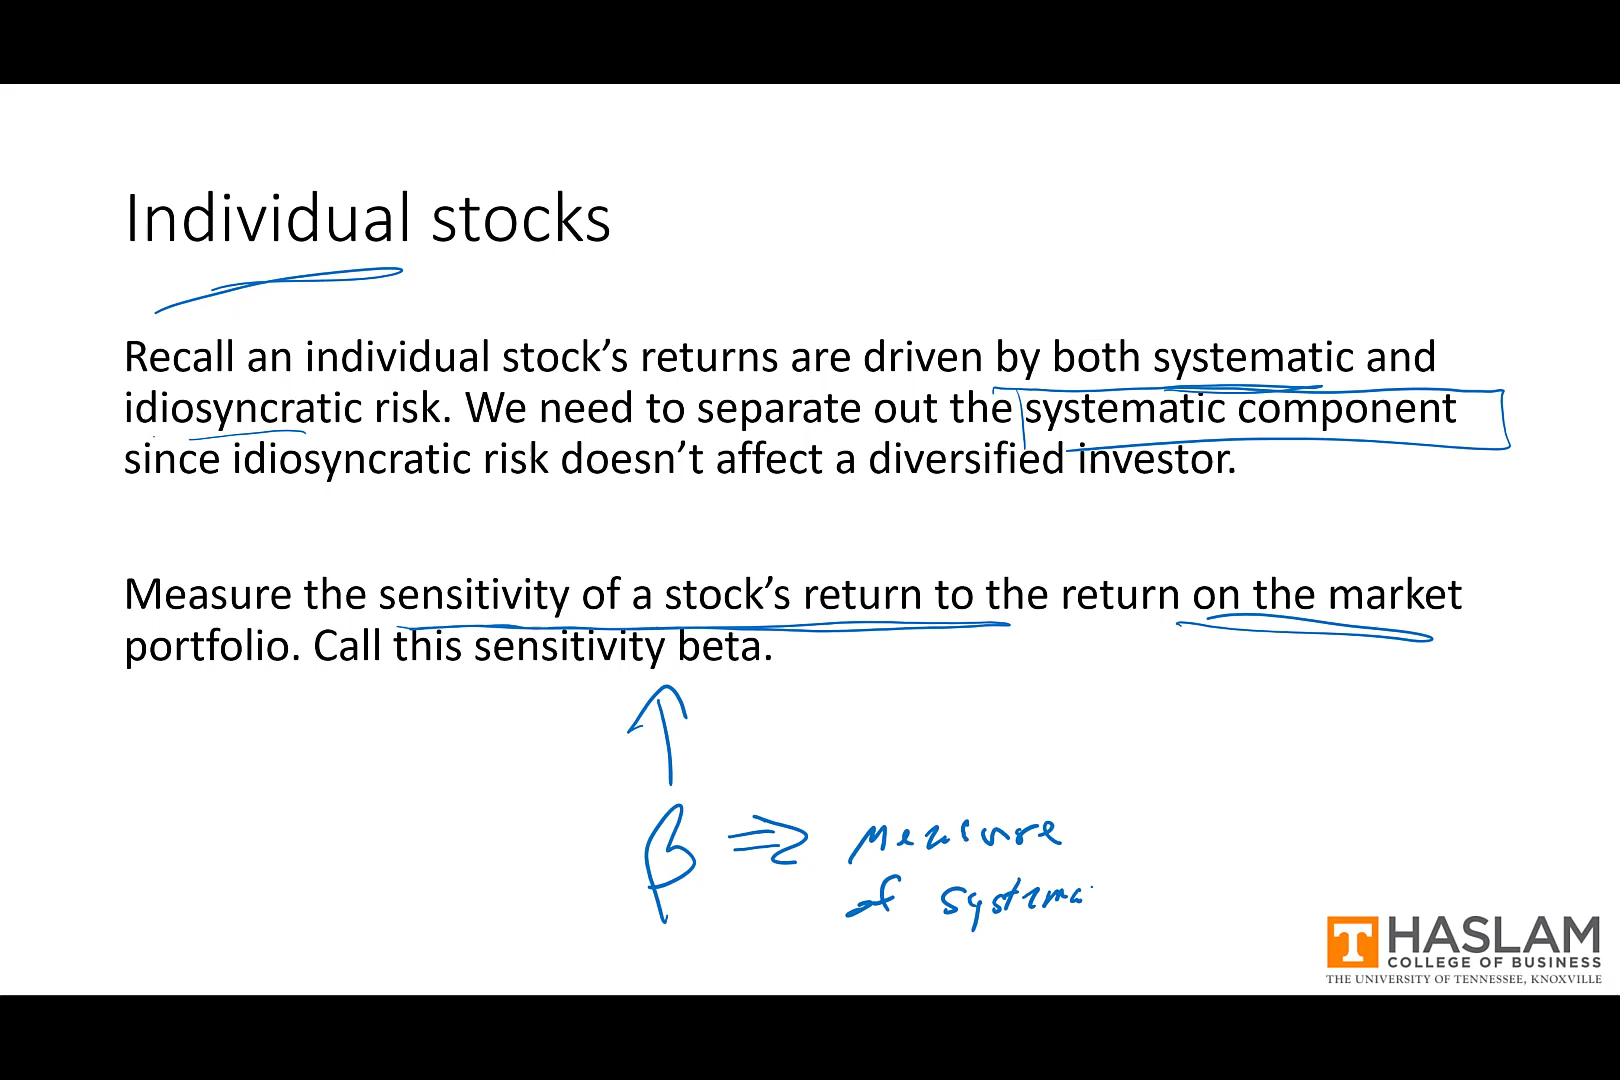 Individual stocks
Recall an individual stock’s returns are driven by both systematic and
idiosyncratic risk. We need to separate out the systematic component
since idiosyncratic risk doesn’t affect a diversified investor.
Measure the sensitivity of a stock’s return to the return on the market
portfolio. Call this sensitivity beta.
β ⇒ measure
of systema
T HASLAM
COLLEGE OF BUSINESS
THE UNIVERSITY OF TENNESSEE, KNOXVILLE